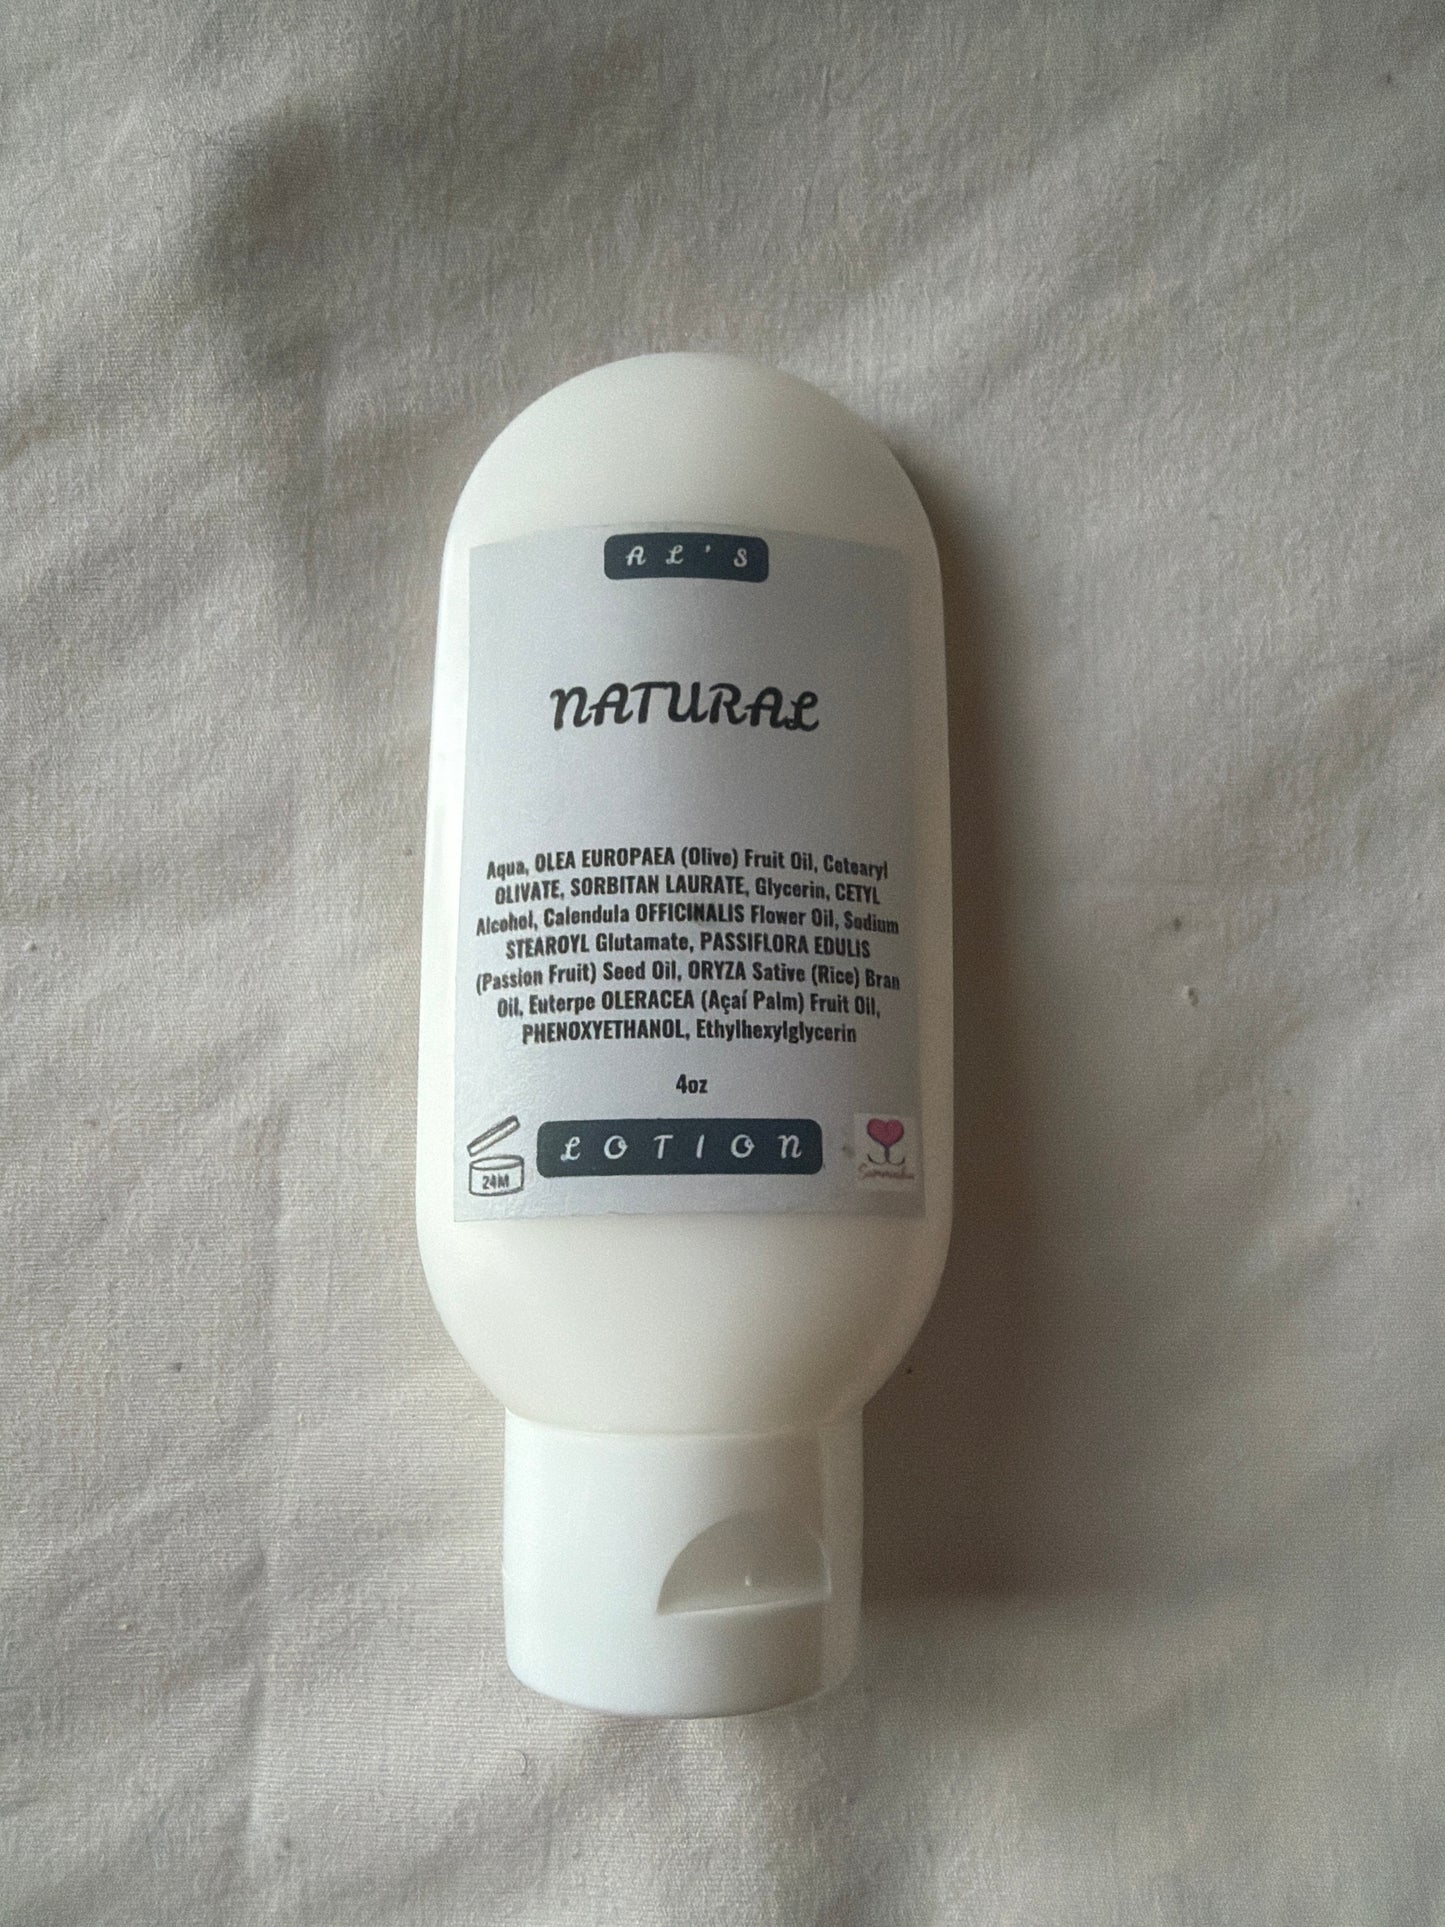 AL'S
NATURAL
Aqua, OLEA EUROPAEA (Olive) Fruit Oil, Cetearyl
OLIVATE, SORBITAN LAURATE, Glycerin, CETYL
Alcohol, Calendula OFFICINALIS Flower Oil, Sodium
STEAROYL Glutamate, PASSIFLORA EDULIS
(Passion Fruit) Seed Oil, ORYZA Sative (Rice) Bran
Oil, Euterpe OLERACEA (Açaí Palm) Fruit Oil,
PHENOXYETHANOL, Ethylhexylglycerin
4oz
LOTION
24M